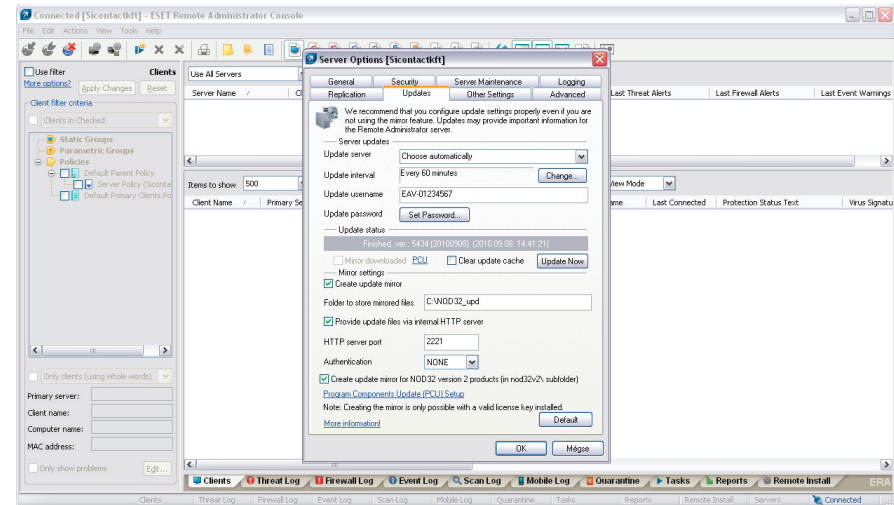 Connected [Sicontactkft] - ESET Remote Administrator Console
File Edit Actions View Tools Help
Use filter Clients
More options? Apply Changes Reset
Client filter criteria
Clients in Checked
Static Groups
Parametric Groups
Policies
Default Parent Policy
Server Policy (Siconta
Default Primary Clients Po
Only clients (using whole words)
Primary server:
Client name:
Computer name:
MAC address:
Only show problems Edit...
Use All Servers
Server Name
Last Threat Alerts Last Firewall Alerts Last Event Warnings
Items to show 500
View Mode
Client Name Primary Se
ame Last Connected Protection Status Text Virus Signatu
Server Options [Sicontactkft]
General Security Server Maintenance Logging
Replication Updates Other Settings Advanced
We recommend that you configure update settings properly even if you are
not using the mirror feature. Updates may provide important information for
the Remote Administrator server.
Server updates
Update server Choose automatically
Update interval Every 60 minutes Change...
Update username EAV-01234567
Update password Set Password...
Update status
Finished, ver.: 5434 (20100908) (2010.09.08. 14:41:21)
Mirror downloaded PCU Clear update cache Update Now
Mirror settings
Create update mirror
Folder to store mirrored files C:\NOD32_upd
Provide update files via internal HTTP server
HTTP server port 2221
Authentication NONE
Create update mirror for NOD32 version 2 products (in nod32v2\ subfolder)
Program Components Update (PCU) Setup
Note: Creating the mirror is only possible with a valid license key installed.
More information! Default
OK Mégse
Clients Threat Log Firewall Log Event Log Scan Log Mobile Log Quarantine Tasks Reports Remote Install ERA
Clients Threat Log Firewall Log Event Log Scan Log Mobile Log Quarantine Tasks Reports Remote Install Servers Connected